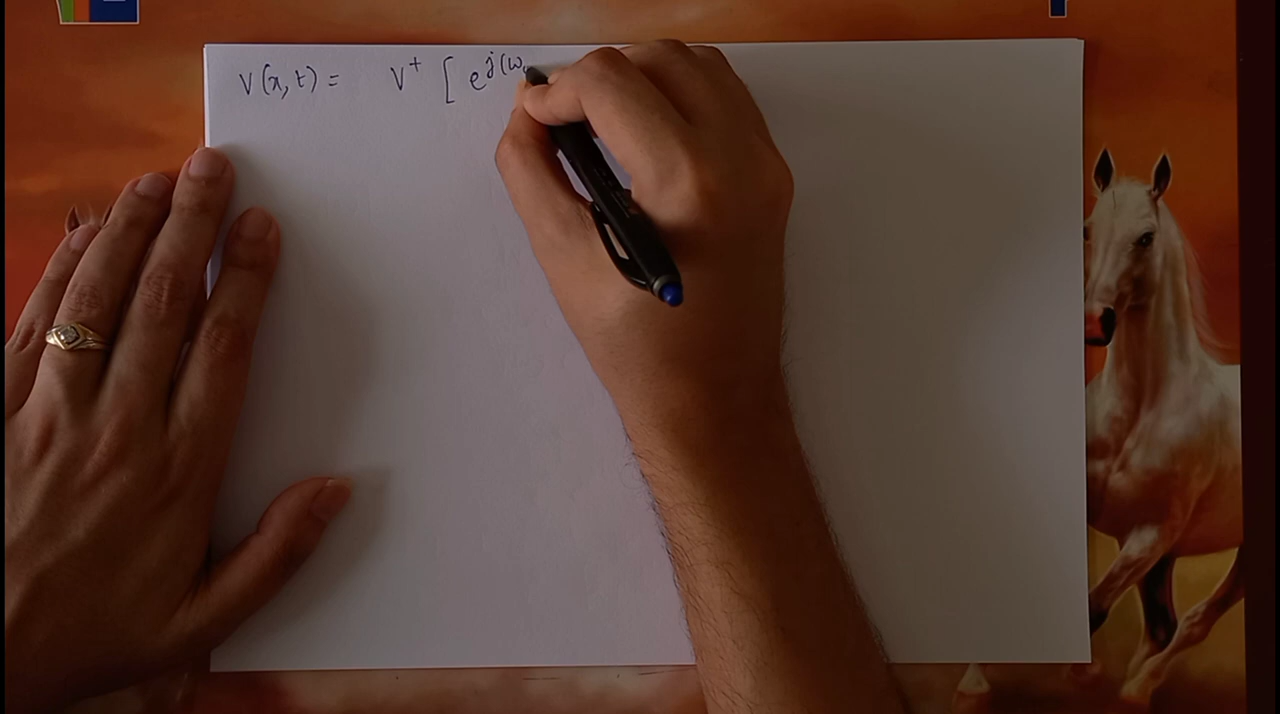 V(x,t) = V⁺ [ e^j(ω